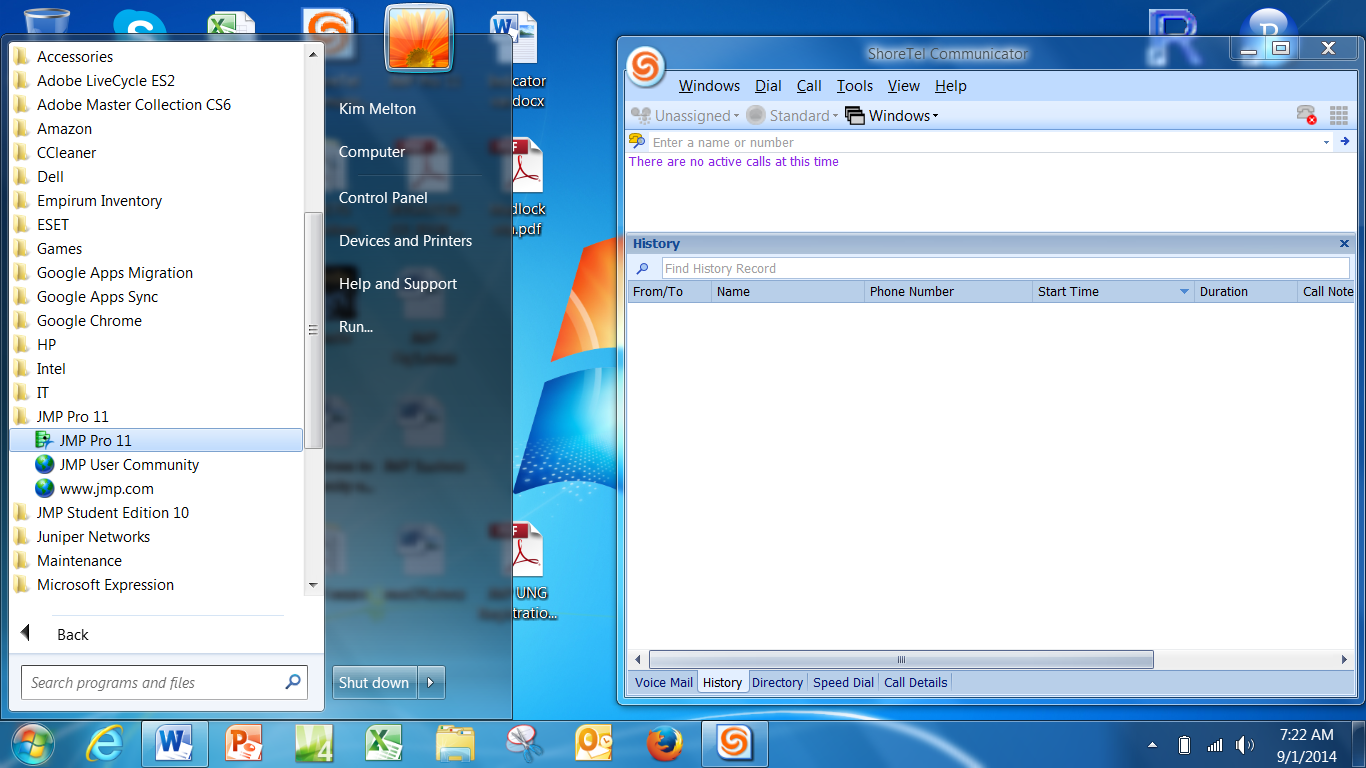 Accessories
Adobe LiveCycle ES2
Adobe Master Collection CS6
Amazon
CCleaner
Dell
Empirum Inventory
ESET
Games
Google Apps Migration
Google Apps Sync
Google Chrome
HP
Intel
IT
JMP Pro 11
JMP Pro 11
JMP User Community
www.jmp.com
JMP Student Edition 10
Juniper Networks
Maintenance
Microsoft Expression
Back
Search programs and files
Kim Melton
Computer
Control Panel
Devices and Printers
Help and Support
Run...
Shut down
ShoreTel Communicator
Windows Dial Call Tools View Help
Unassigned Standard Windows
Enter a name or number
There are no active calls at this time
History
Find History Record
From/To Name Phone Number Start Time Duration Call Note
Voice Mail History Directory Speed Dial Call Details
7:22 AM
9/1/2014